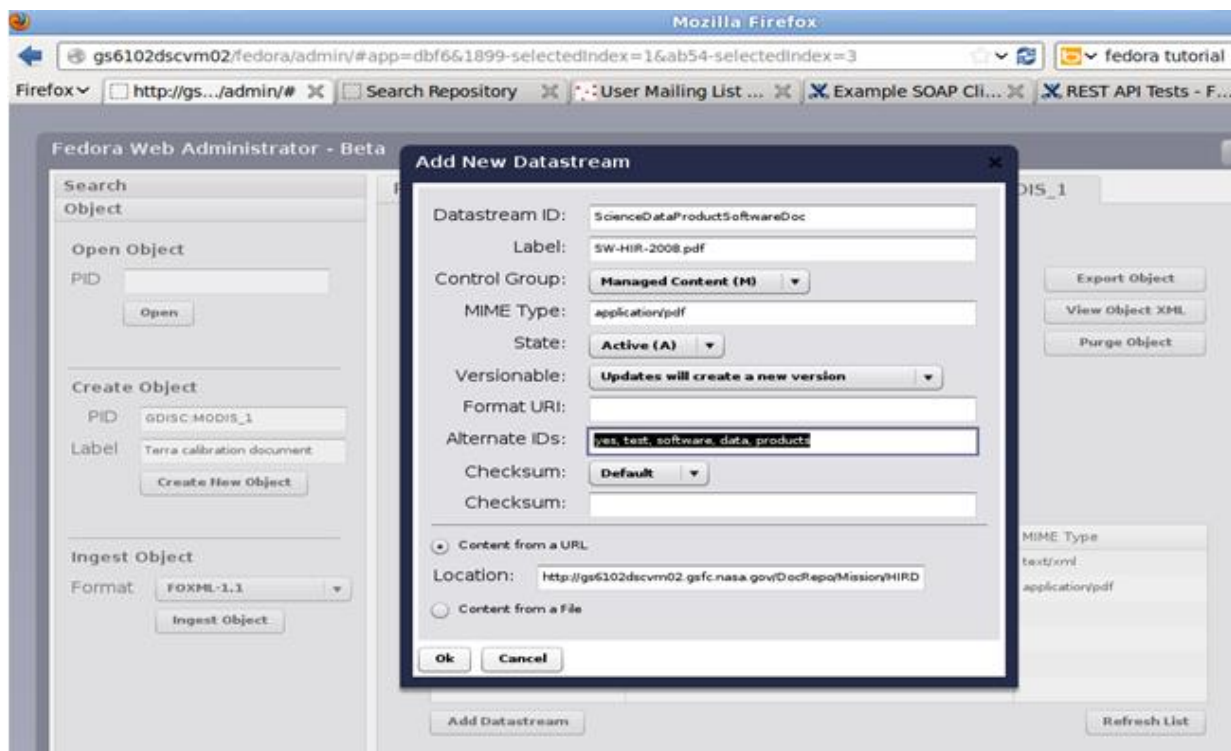 Mozilla Firefox
gs6102dscvm02/fedora/admin/#app=dbf6&1899-selectedIndex=1&ab54-selectedIndex=3
fedora tutorial
Firefox
http://gs.../admin/#
Search Repository
User Mailing List ...
Example SOAP Cli...
REST API Tests - F...
Fedora Web Administrator - Beta
Search
Object
Open Object
PID
Open
Create Object
PID GDISC:MODIS_1
Label Terra calibration document
Create New Object
Ingest Object
Format FOXML-1.1
Ingest Object
Add New Datastream
Datastream ID: ScienceDataProductSoftwareDoc
Label: SW-HIR-2008.pdf
Control Group: Managed Content (M)
MIME Type: application/pdf
State: Active (A)
Versionable: Updates will create a new version
Format URI:
Alternate IDs: yes, test, software, data, products
Checksum: Default
Checksum:
Content from a URL
Location: http://gs6102dscvm02.gsfc.nasa.gov/DocRepo/Mission/HIRD
Content from a File
Ok Cancel
DIS_1
Export Object
View Object XML
Purge Object
MIME Type
text/xml
application/pdf
Add Datastream
Refresh List